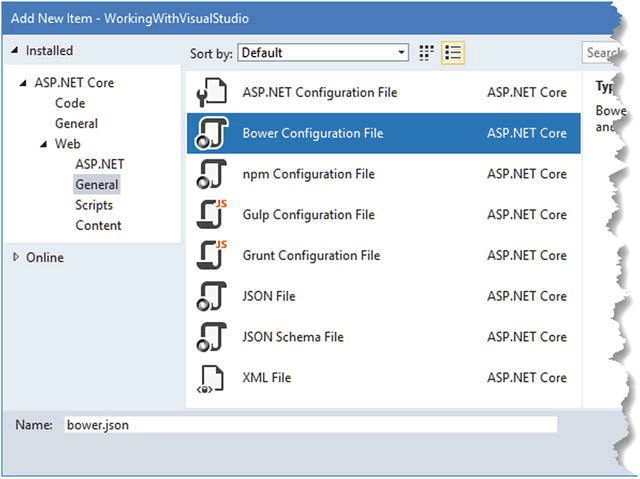 Add New Item - WorkingWithVisualStudio
Installed
Sort by: Default
Search
ASP.NET Core
Code
General
Web
ASP.NET
General
Scripts
Content
Online
ASP.NET Configuration File ASP.NET Core
Bower Configuration File ASP.NET Core
npm Configuration File ASP.NET Core
Gulp Configuration File ASP.NET Core
Grunt Configuration File ASP.NET Core
JSON File ASP.NET Core
JSON Schema File ASP.NET Core
XML File ASP.NET Core
JS
JS
Bowe
and
Name: bower.json